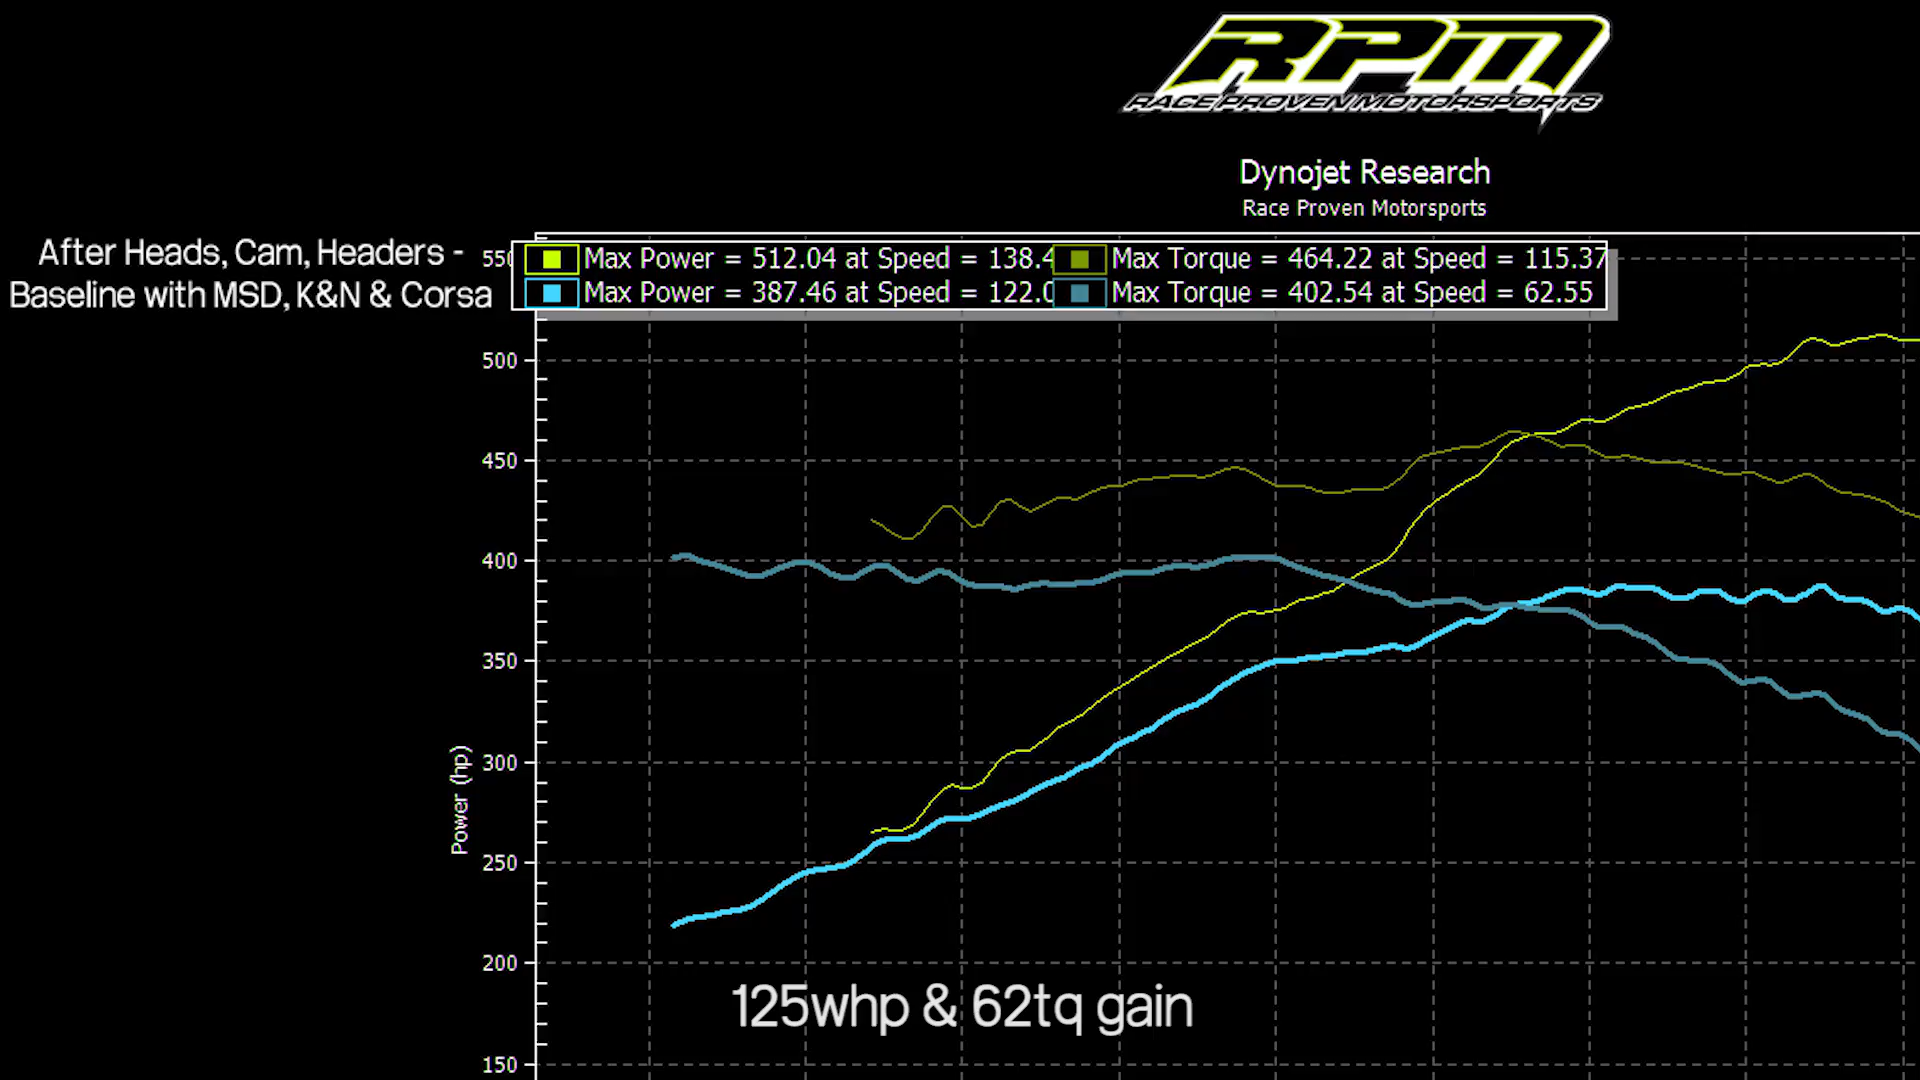 RPM
RACE PROVEN MOTORSPORTS
Dynojet Research
Race Proven Motorsports
After Heads, Cam, Headers -
Baseline with MSD, K&N & Corsa
Max Power = 512.04 at Speed = 138.4
Max Torque = 464.22 at Speed = 115.37
Max Power = 387.46 at Speed = 122.0
Max Torque = 402.54 at Speed = 62.55
550
500
450
400
350
300
250
200
150
Power (hp)
125whp & 62tq gain